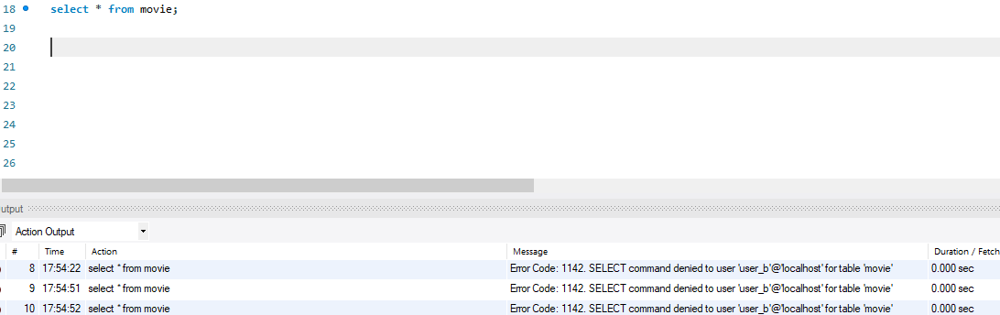 18 select * from movie;
19
20
21
22
23
24
25
26
utput
Action Output
# Time Action Message Duration / Fetch
8 17:54:22 select * from movie Error Code: 1142. SELECT command denied to user 'user_b'@'localhost' for table 'movie' 0.000 sec
9 17:54:51 select * from movie Error Code: 1142. SELECT command denied to user 'user_b'@'localhost' for table 'movie' 0.000 sec
10 17:54:52 select * from movie Error Code: 1142. SELECT command denied to user 'user_b'@'localhost' for table 'movie' 0.000 sec